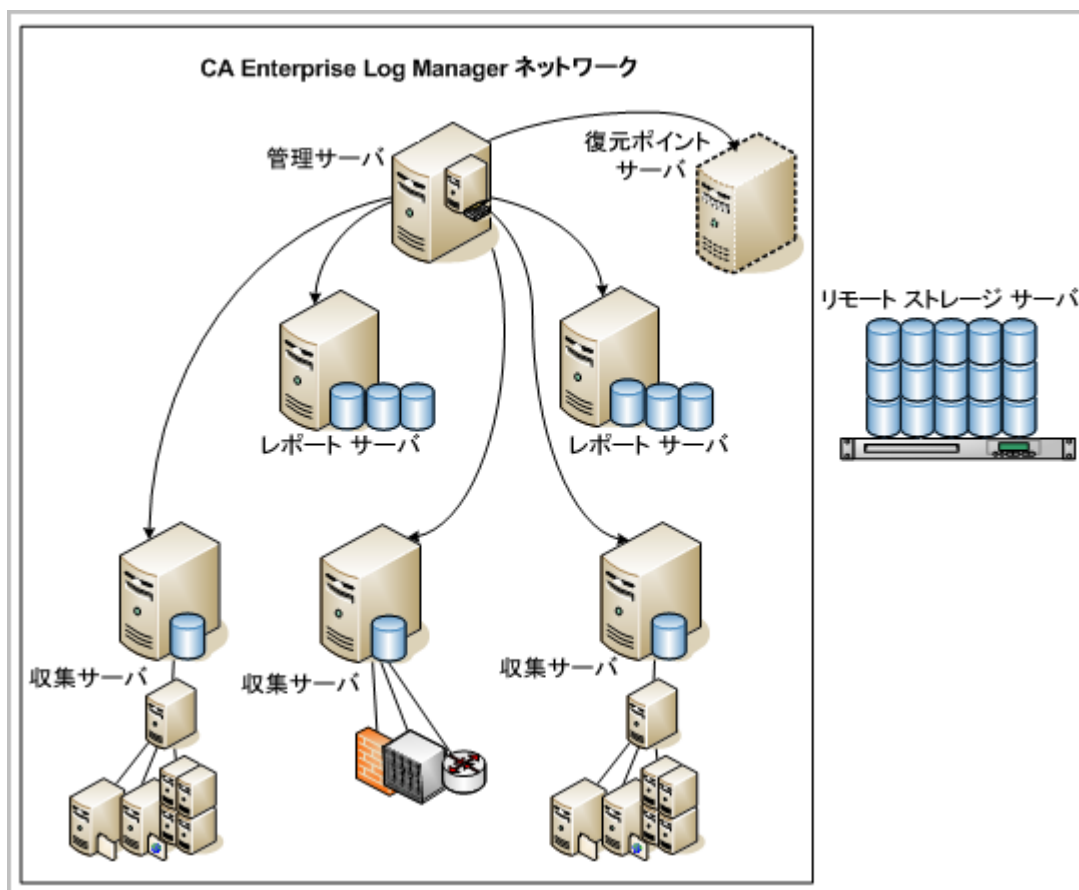 CA Enterprise Log Manager ネットワーク
管理サーバ
復元ポイント
サーバ
リモート ストレージ サーバ
レポート サーバ
レポート サーバ
収集サーバ
収集サーバ
収集サーバ